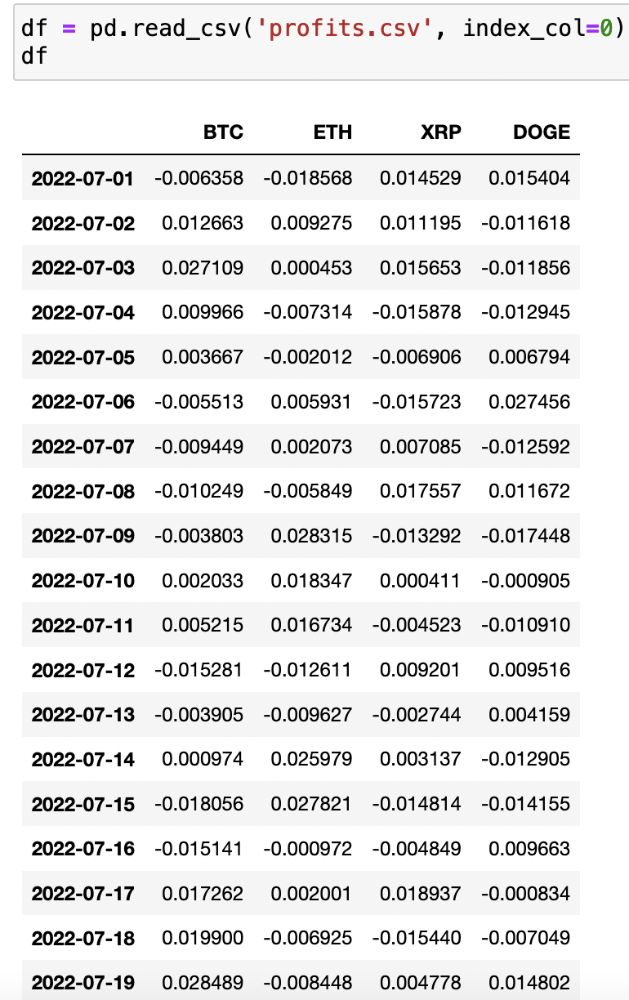 df = pd.read_csv('profits.csv', index_col=0)
df
BTC ETH XRP DOGE
2022-07-01 -0.006358 -0.018568 0.014529 0.015404
2022-07-02 0.012663 0.009275 0.011195 -0.011618
2022-07-03 0.027109 0.000453 0.015653 -0.011856
2022-07-04 0.009966 -0.007314 -0.015878 -0.012945
2022-07-05 0.003667 -0.002012 -0.006906 0.006794
2022-07-06 -0.005513 0.005931 -0.015723 0.027456
2022-07-07 -0.009449 0.002073 0.007085 -0.012592
2022-07-08 -0.010249 -0.005849 0.017557 0.011672
2022-07-09 -0.003803 0.028315 -0.013292 -0.017448
2022-07-10 0.002033 0.018347 0.000411 -0.000905
2022-07-11 0.005215 0.016734 -0.004523 -0.010910
2022-07-12 -0.015281 -0.012611 0.009201 0.009516
2022-07-13 -0.003905 -0.009627 -0.002744 0.004159
2022-07-14 0.000974 0.025979 0.003137 -0.012905
2022-07-15 -0.018056 0.027821 -0.014814 -0.014155
2022-07-16 -0.015141 -0.000972 -0.004849 0.009663
2022-07-17 0.017262 0.002001 0.018937 -0.000834
2022-07-18 0.019900 -0.006925 -0.015440 -0.007049
2022-07-19 0.028489 -0.008448 0.004778 0.014802